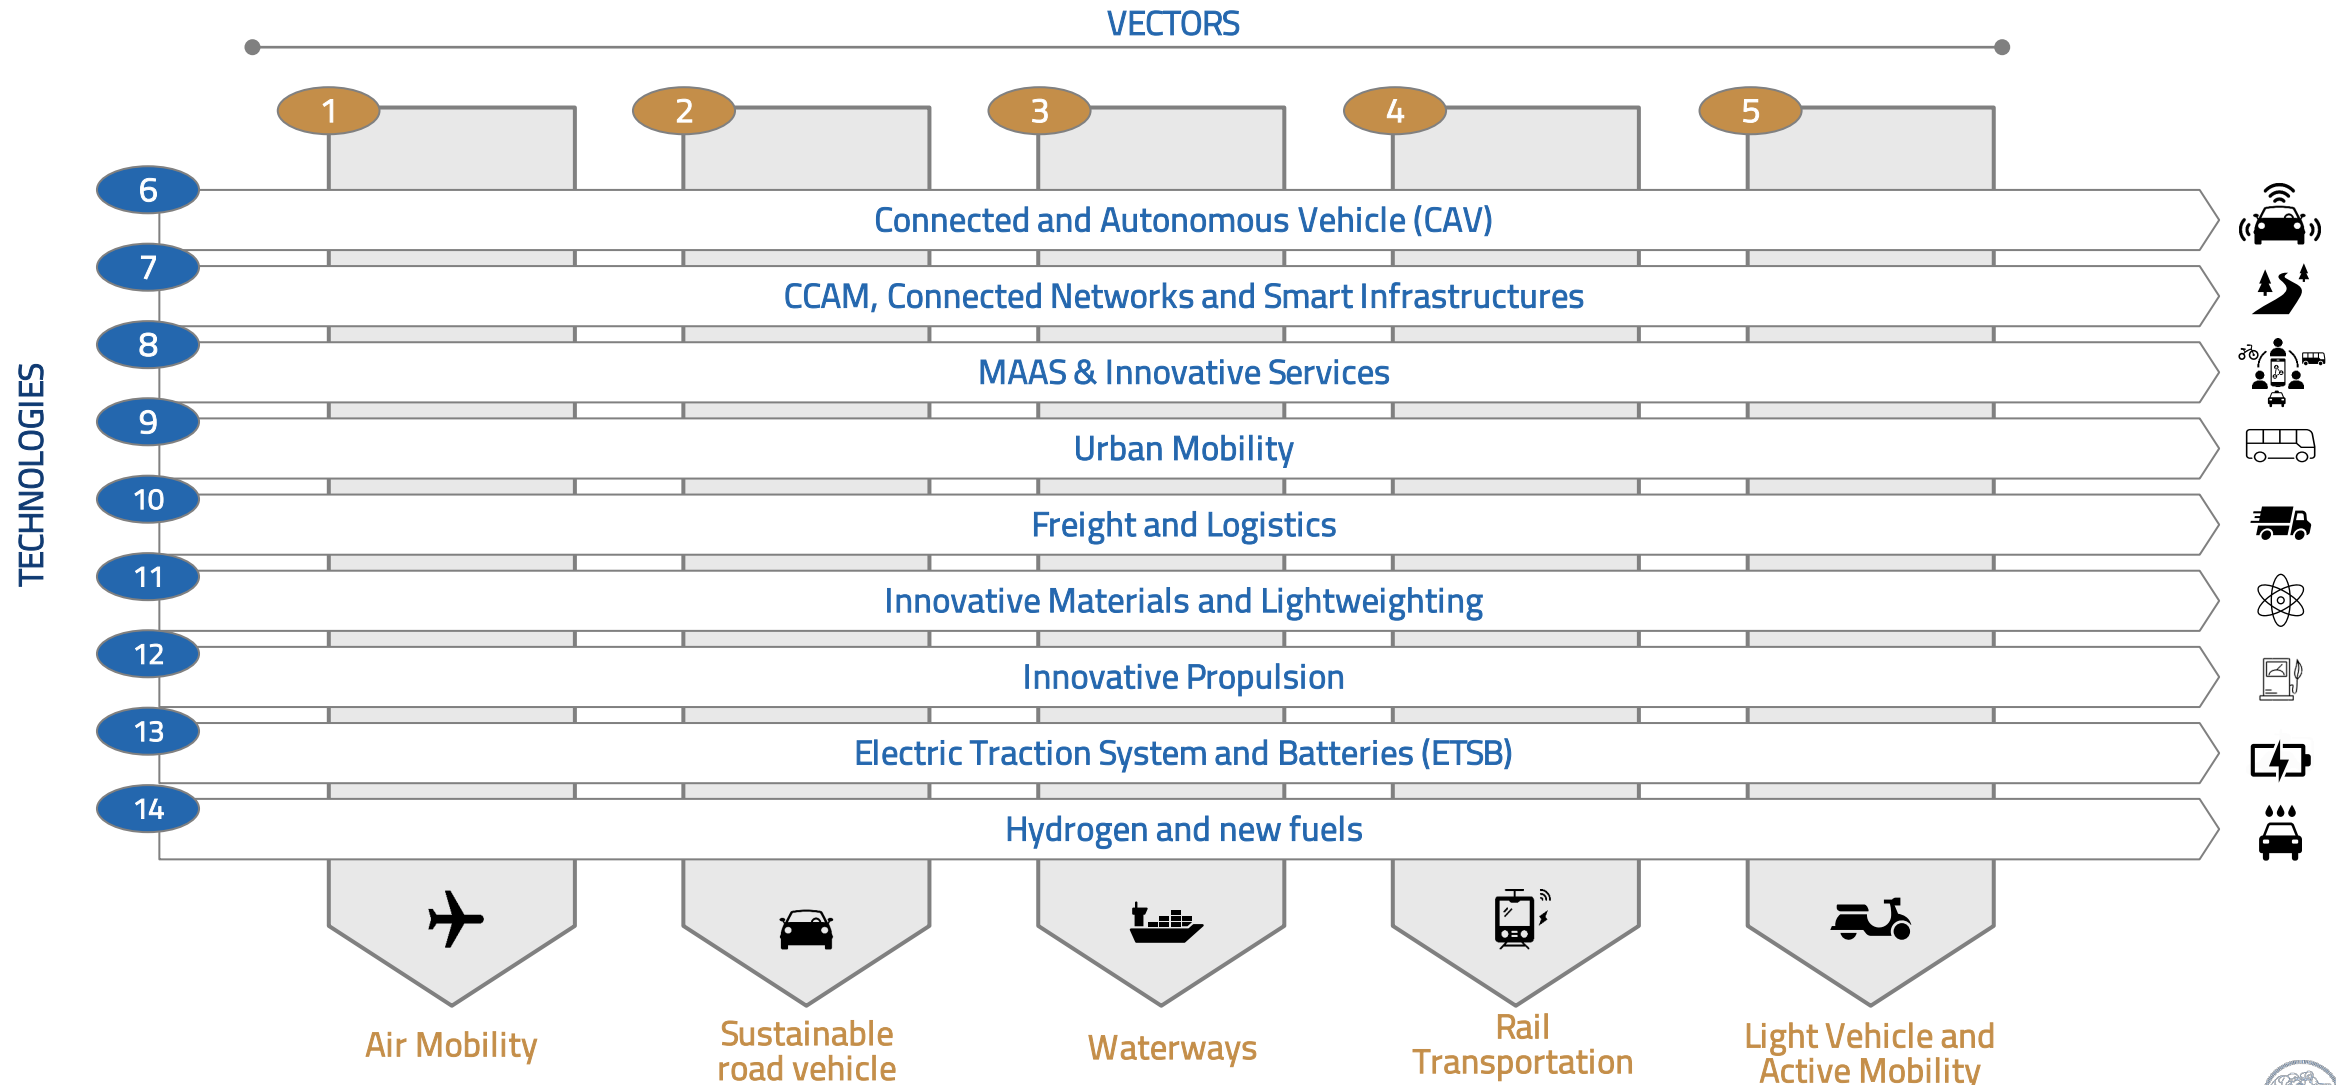 VECTORS
1
2
3
4
5
TECHNOLOGIES
6
Connected and Autonomous Vehicle (CAV)
7
CCAM, Connected Networks and Smart Infrastructures
8
MAAS & Innovative Services
9
Urban Mobility
10
Freight and Logistics
11
Innovative Materials and Lightweighting
12
Innovative Propulsion
13
Electric Traction System and Batteries (ETSB)
14
Hydrogen and new fuels
Air Mobility
Sustainable
road vehicle
Waterways
Rail
Transportation
Light Vehicle and
Active Mobility